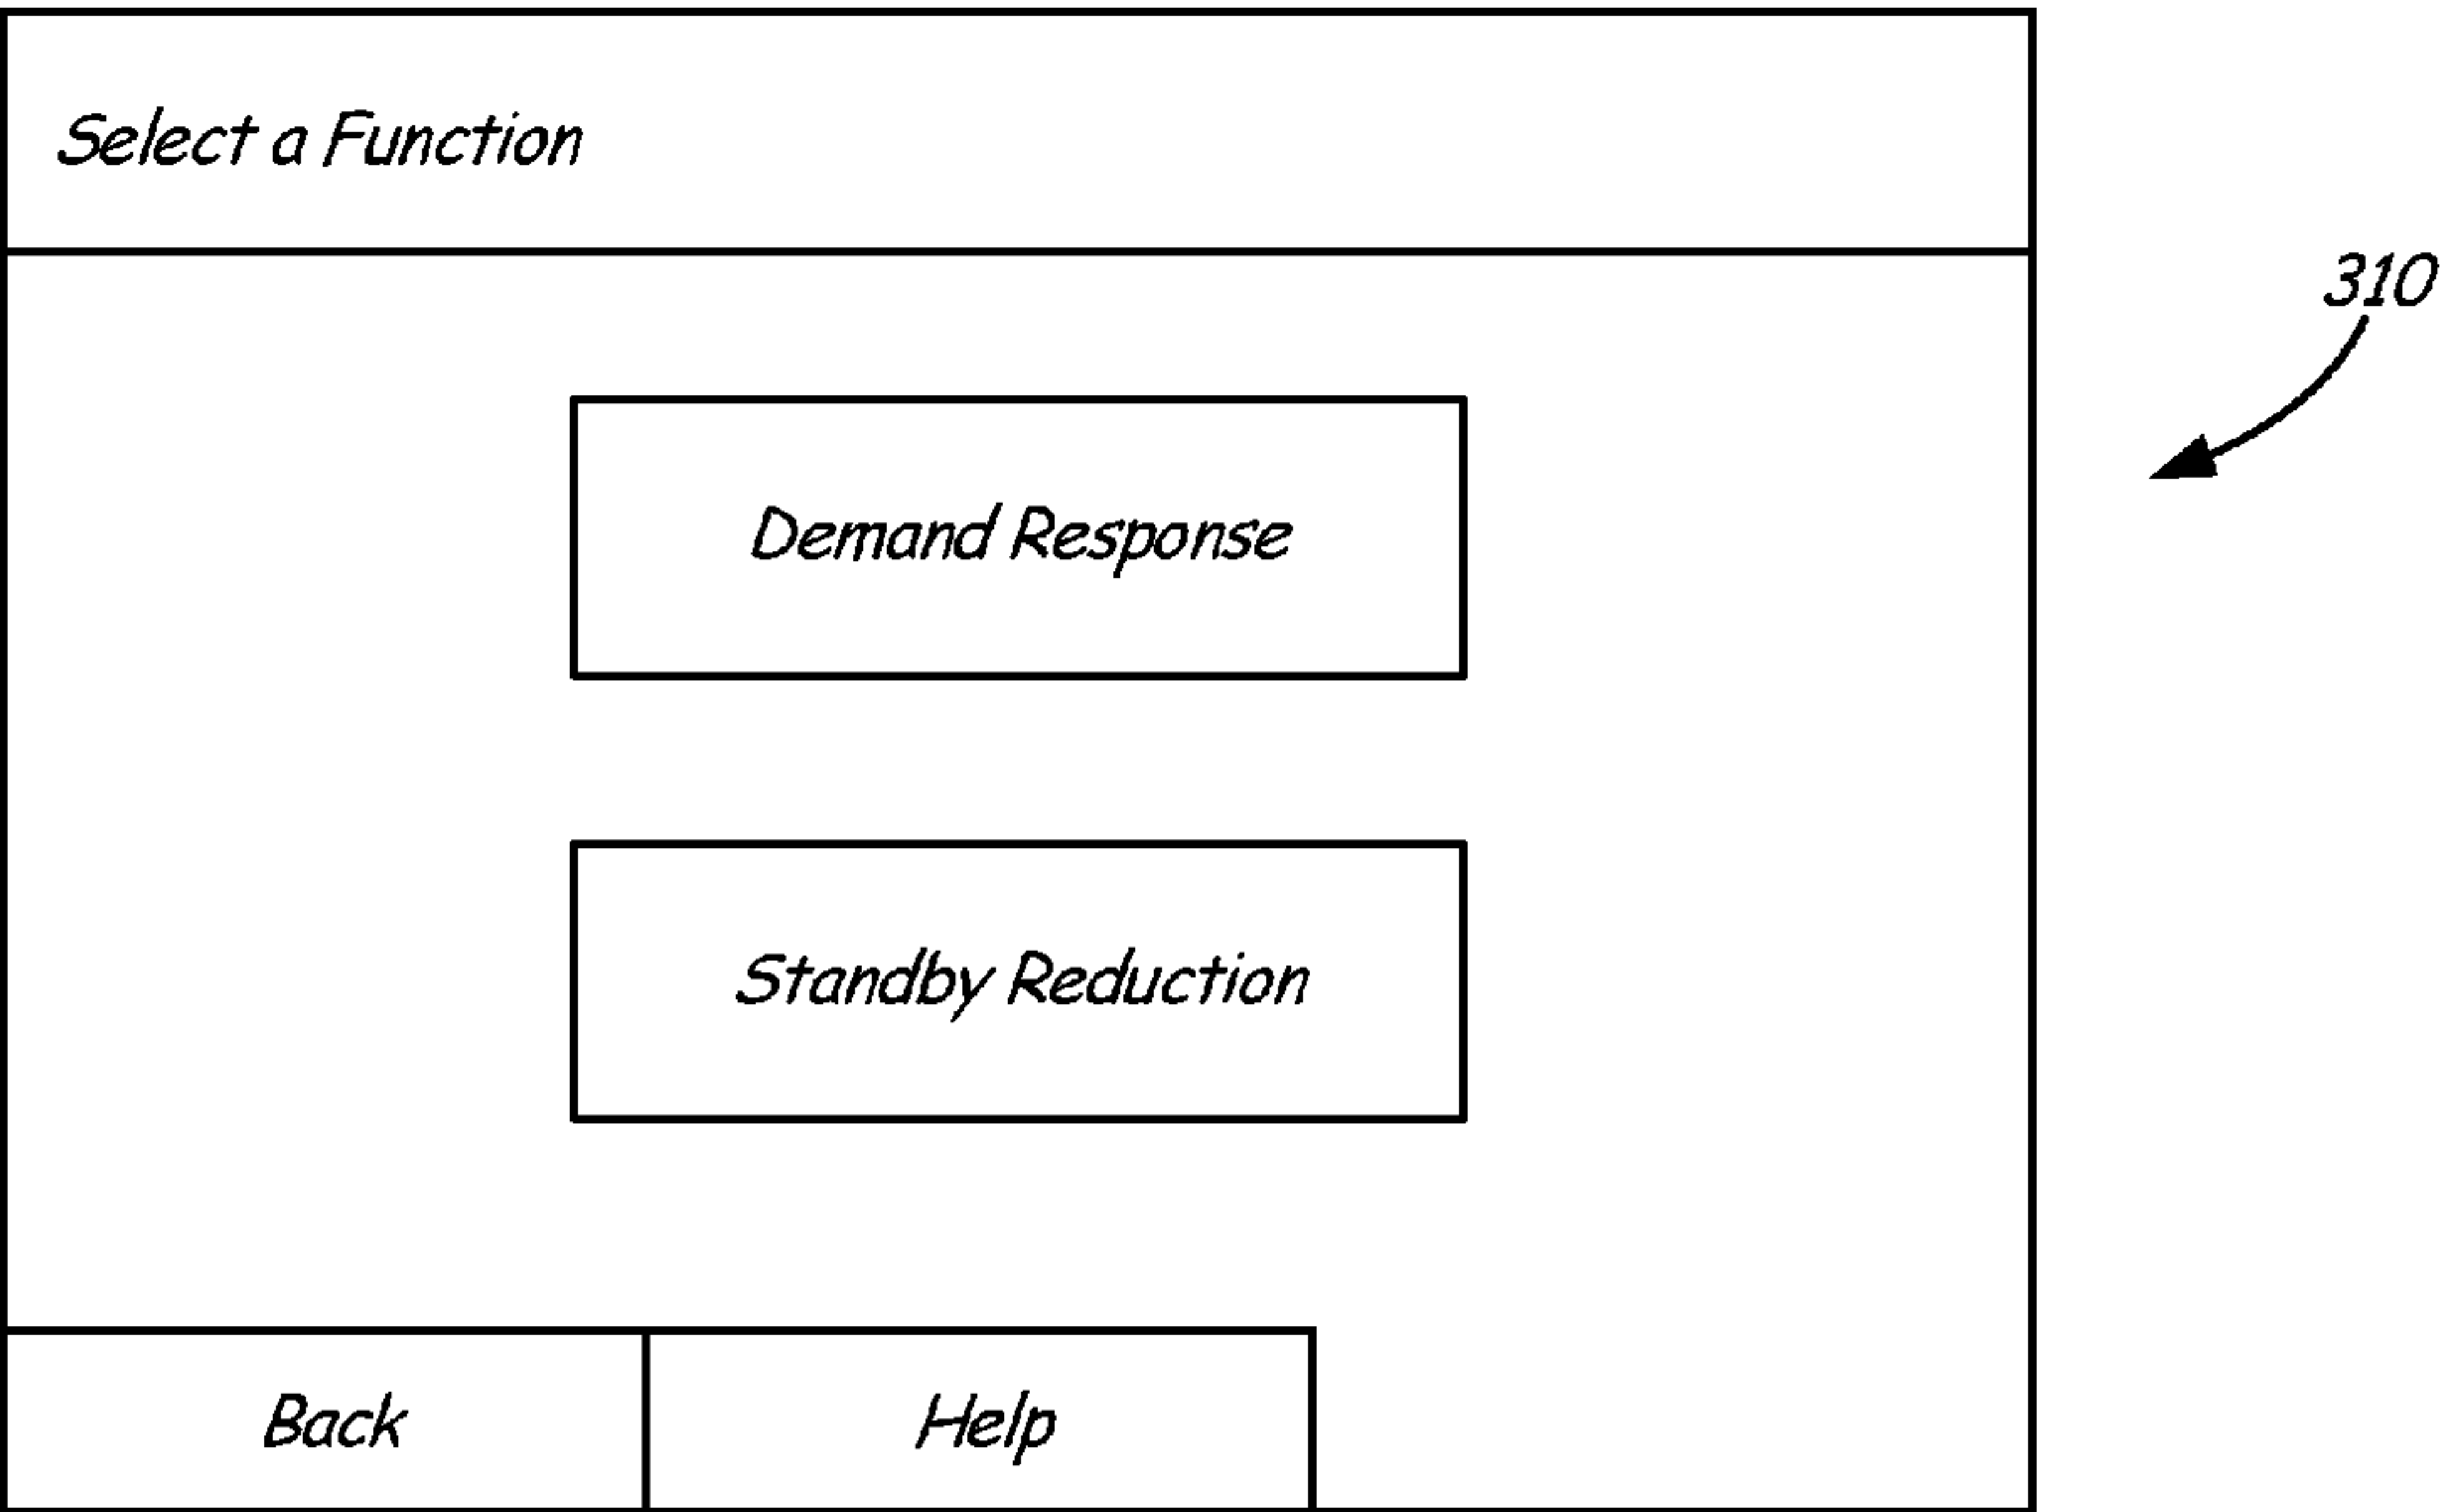 Select a Function
310
Demand Response
Standby Reduction
Back
Help